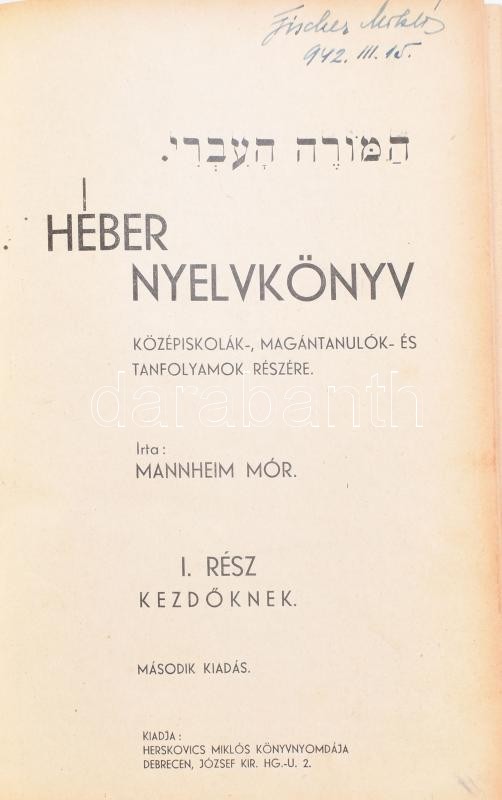 Fischer Miklós
942. III. 15.
הַמּוֹרֶה הָעִבְרִי.
HÉBER
NYELVKÖNYV
KÖZÉPISKOLÁK-, MAGÁNTANULÓK- ÉS
TANFOLYAMOK RÉSZÉRE.
darabanth
Irta :
MANNHEIM MÓR.
I. RÉSZ
KEZDŐKNEK.
MÁSODIK KIADÁS.
KIADJA :
HERSKOVICS MIKLÓS KÖNYVNYOMDÁJA
DEBRECEN, JÓZSEF KIR. HG.-U. 2.